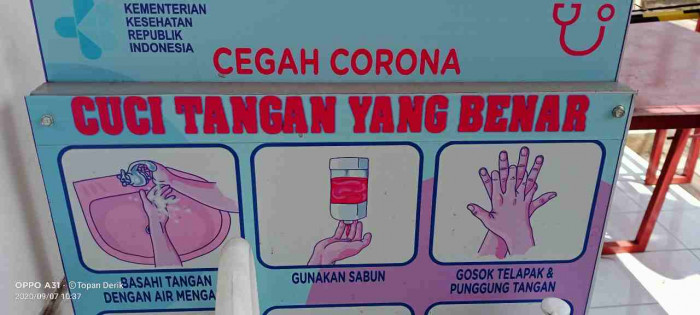 KEMENTERIAN
KESEHATAN
REPUBLIK
INDONESIA
CEGAH CORONA
CUCI TANGAN YANG BENAR
BASAHI TANGAN
DENGAN AIR MENGA
GUNAKAN SABUN
GOSOK TELAPAK &
PUNGGUNG TANGAN
OPPO A31 · ©Topan Derik
2020/09/07 10:37